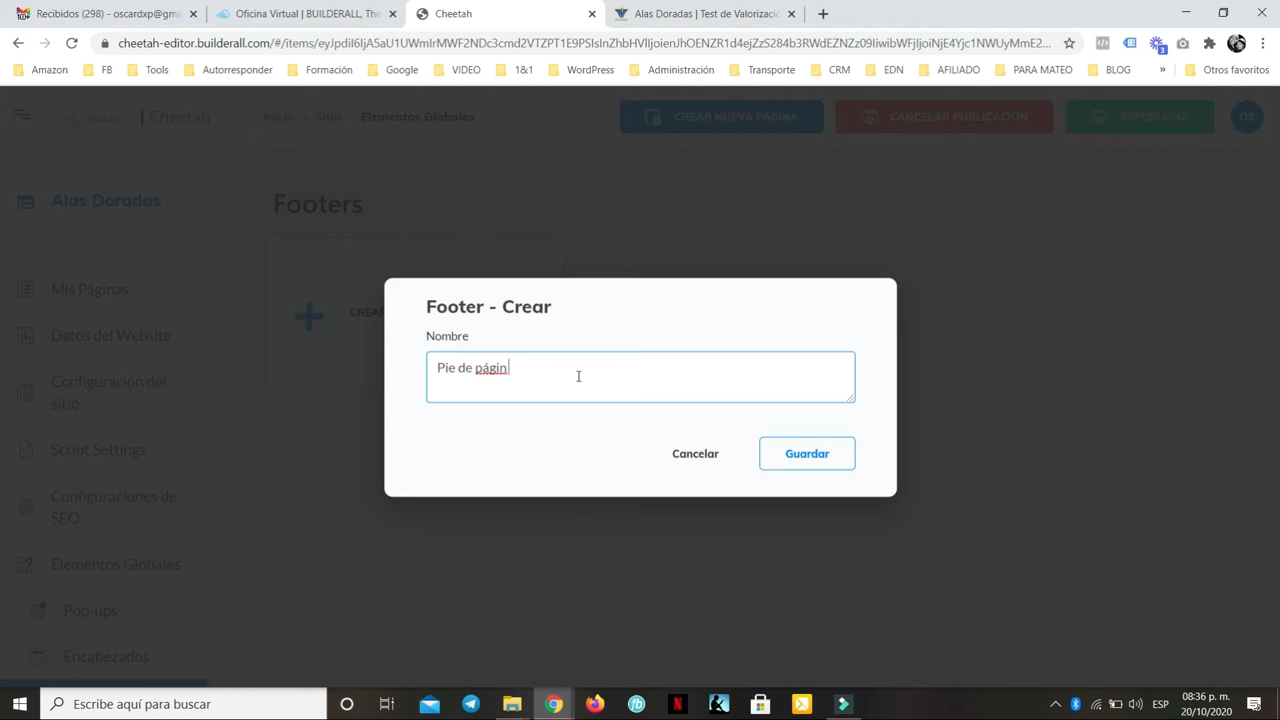 Recibidos (298) - oscardxp@gma
Oficina Virtual | BUILDERALL, The
Cheetah
Alas Doradas | Test de Valorizació
cheetah-editor.builderall.com/#/items/eyJpdiI6IjA5aU1UWmIrMWF2NDc3cmd2VTZPT1E9PSIsInZhbHVlIjoienJhOENZR1d4ejZzS284b3RWdEZNZz09IiwibWFjIjoiNjE4Yjc1NWUyMmE2...
Amazon FB Tools Autorresponder Formación Google VIDEO 1&1 WordPress Administración Transporte CRM EDN AFILIADO PARA MATEO BLOG » Otros favoritos
| Cheetah Inicio Sitio Elementos Globales CREAR NUEVA PÁGINA CANCELAR PUBLICACIÓN REPUBLICAR OS
Alas Doradas
Footers
CREAR
Mis Páginas
Datos del Website
Configuración del
sitio
Script Settings
Configuraciones de
SEO
Elementos Globales
Pop-ups
Encabezados
Footer - Crear
Nombre
Pie de págin
Cancelar Guardar
Escribe aquí para buscar
ESP
08:36 p. m.
20/10/2020